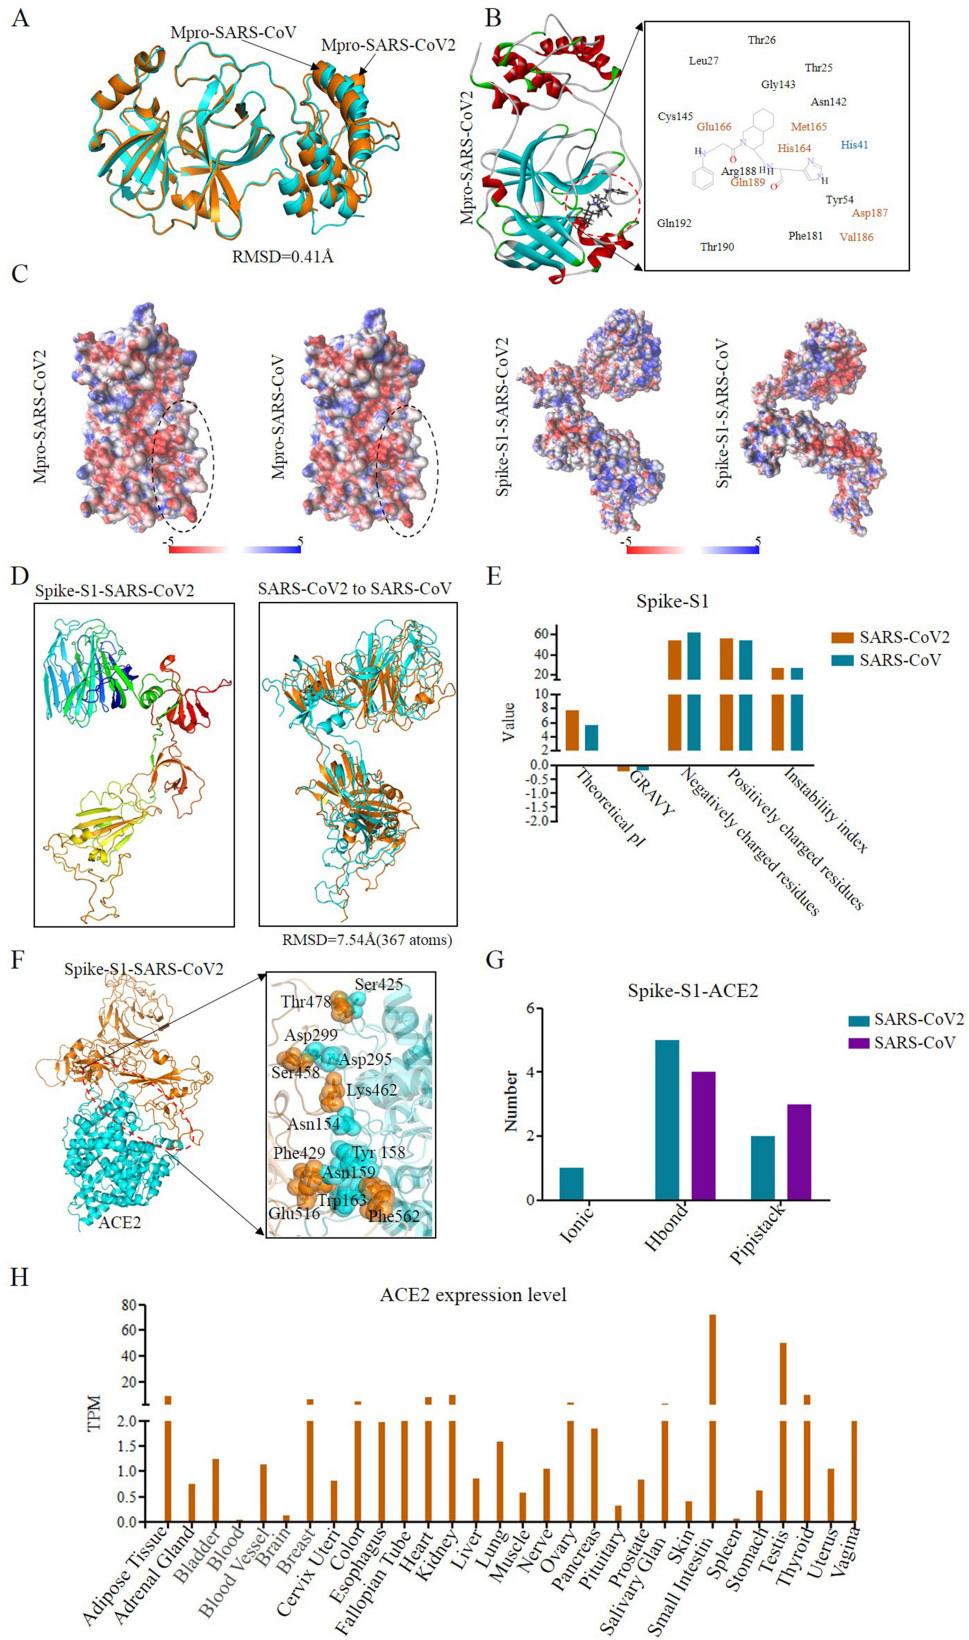 A
Mpro-SARS-CoV
Mpro-SARS-CoV2
RMSD=0.41Å
B
Mpro-SARS-CoV2
Thr26
Leu27
Thr25
Gly143
Asn142
Cys145
Glu166
Met165
His164
His41
H
N
O
N
Arg188
HN
Gln189
O
N
N
H
Tyr54
Asp187
Gln192
Phe181
Val186
Thr190
C
Mpro-SARS-CoV2
Mpro-SARS-CoV
Spike-S1-SARS-CoV2
Spike-S1-SARS-CoV
-5
5
-5
5
D
Spike-S1-SARS-CoV2
SARS-CoV2 to SARS-CoV
RMSD=7.54Å(367 atoms)
E
Spike-S1
SARS-CoV2
SARS-CoV
Value
60
40
20
10
8
6
4
2
0.0
-0.5
-1.0
-1.5
-2.0
Theoretical pI
GRAVY
Negatively charged residues
Positively charged residues
Instability index
F
Spike-S1-SARS-CoV2
ACE2
Ser425
Thr478
Asp299
Asp295
Ser458
Lys462
Asn154
Phe429
Tyr 158
Asn159
Trp163
Glu516
Phe562
G
Spike-S1-ACE2
SARS-CoV2
SARS-CoV
Number
6
4
2
0
Ionic
Hbond
Pipistack
H
ACE2 expression level
TPM
80
60
40
20
2.0
1.5
1.0
0.5
0.0
Adipose Tissue
Adrenal Gland
Bladder
Blood
Blood Vessel
Brain
Breast
Cervix Uteri
Colon
Esophagus
Fallopian Tube
Heart
Kidney
Liver
Lung
Muscle
Nerve
Ovary
Pancreas
Pituitary
Prostate
Salivary Glan
Skin
Small Intestin
Spleen
Stomach
Testis
Thyroid
Uterus
Vagina